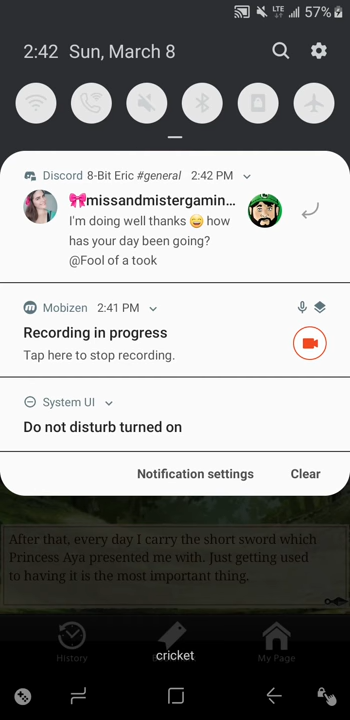 LTE 57%
2:42 Sun, March 8
Discord 8-Bit Eric #general 2:42 PM
missandmistergamin...
I'm doing well thanks 😄 how
has your day been going?
@Fool of a took
Mobizen 2:41 PM
Recording in progress
Tap here to stop recording.
System UI
Do not disturb turned on
Notification settings Clear
After that, every day I carry the short sword which
Princess Aya presented me with. Just getting used
to having it is the most important thing.
History My Page
cricket